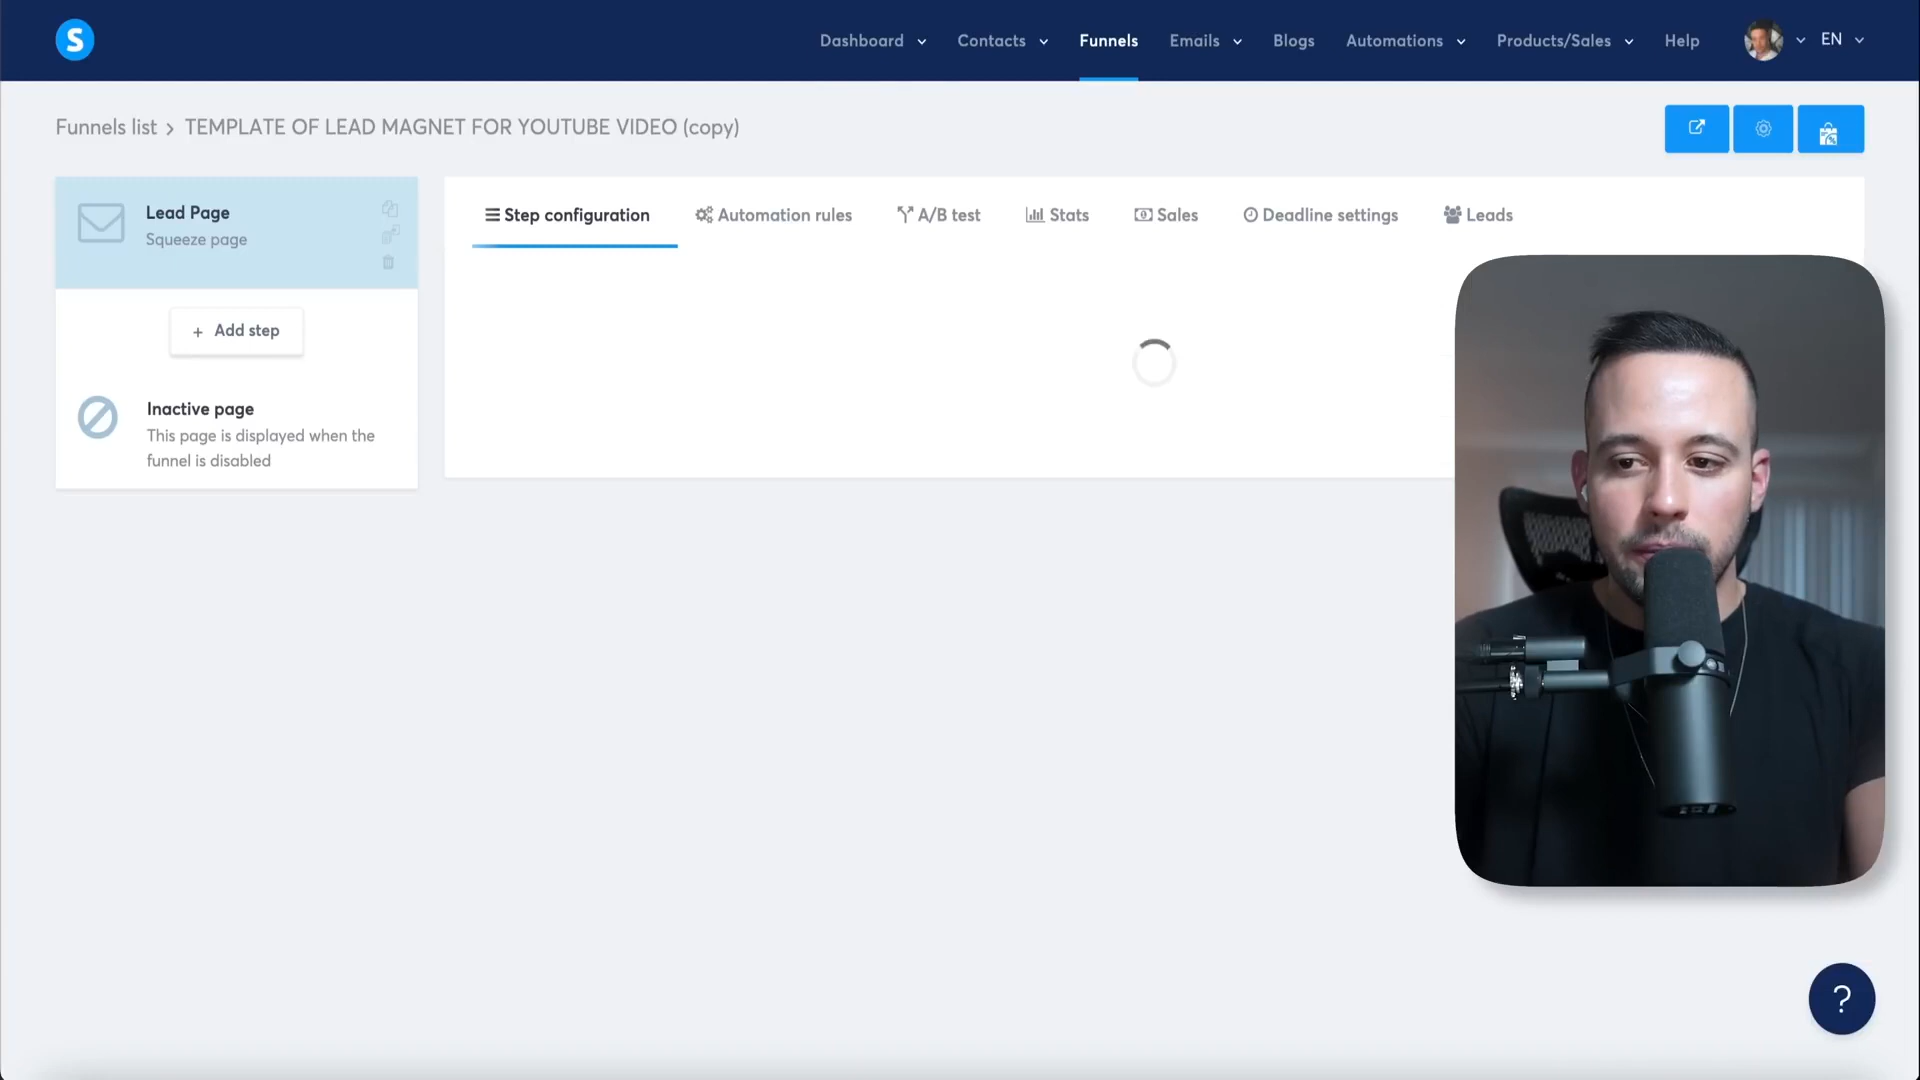 S
Dashboard
Contacts
Funnels
Emails
Blogs
Automations
Products/Sales
Help
EN
Funnels list > TEMPLATE OF LEAD MAGNET FOR YOUTUBE VIDEO (copy)
Lead Page
Squeeze page
+ Add step
Inactive page
This page is displayed when the
funnel is disabled
Step configuration
Automation rules
A/B test
Stats
Sales
Deadline settings
Leads
?